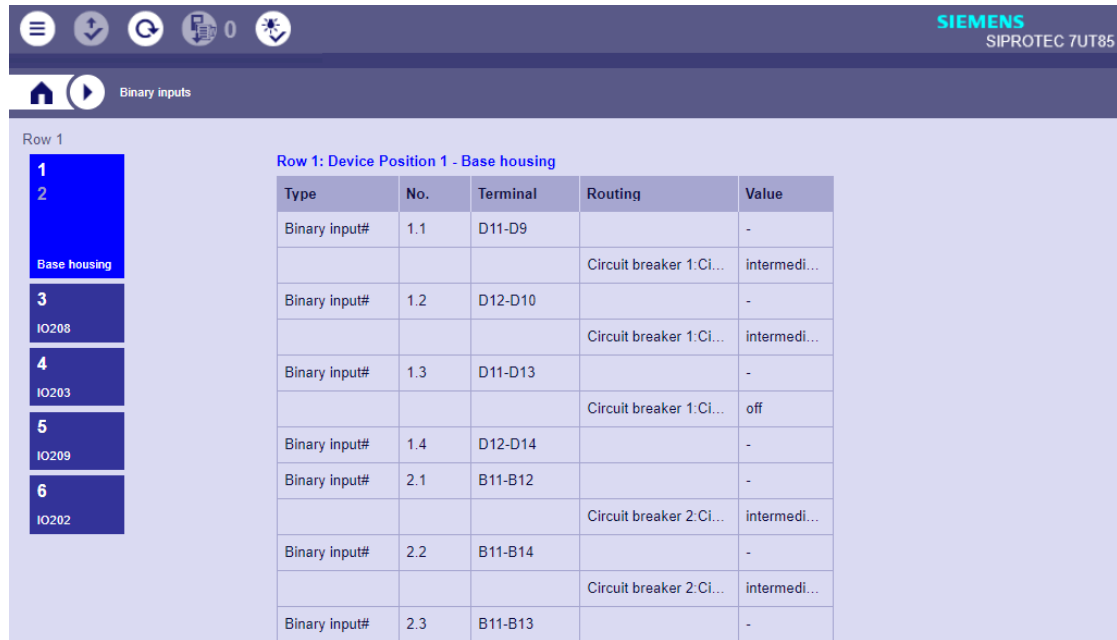 0
SIEMENS
SIPROTEC 7UT85
Binary inputs
Row 1
1
2
Base housing
3
IO208
4
IO203
5
IO209
6
IO202
Row 1: Device Position 1 - Base housing
Type No. Terminal Routing Value
Binary input# 1.1 D11-D9 -
Circuit breaker 1:Ci... intermedi...
Binary input# 1.2 D12-D10 -
Circuit breaker 1:Ci... intermedi...
Binary input# 1.3 D11-D13 -
Circuit breaker 1:Ci... off
Binary input# 1.4 D12-D14 -
Binary input# 2.1 B11-B12 -
Circuit breaker 2:Ci... intermedi...
Binary input# 2.2 B11-B14 -
Circuit breaker 2:Ci... intermedi...
Binary input# 2.3 B11-B13 -